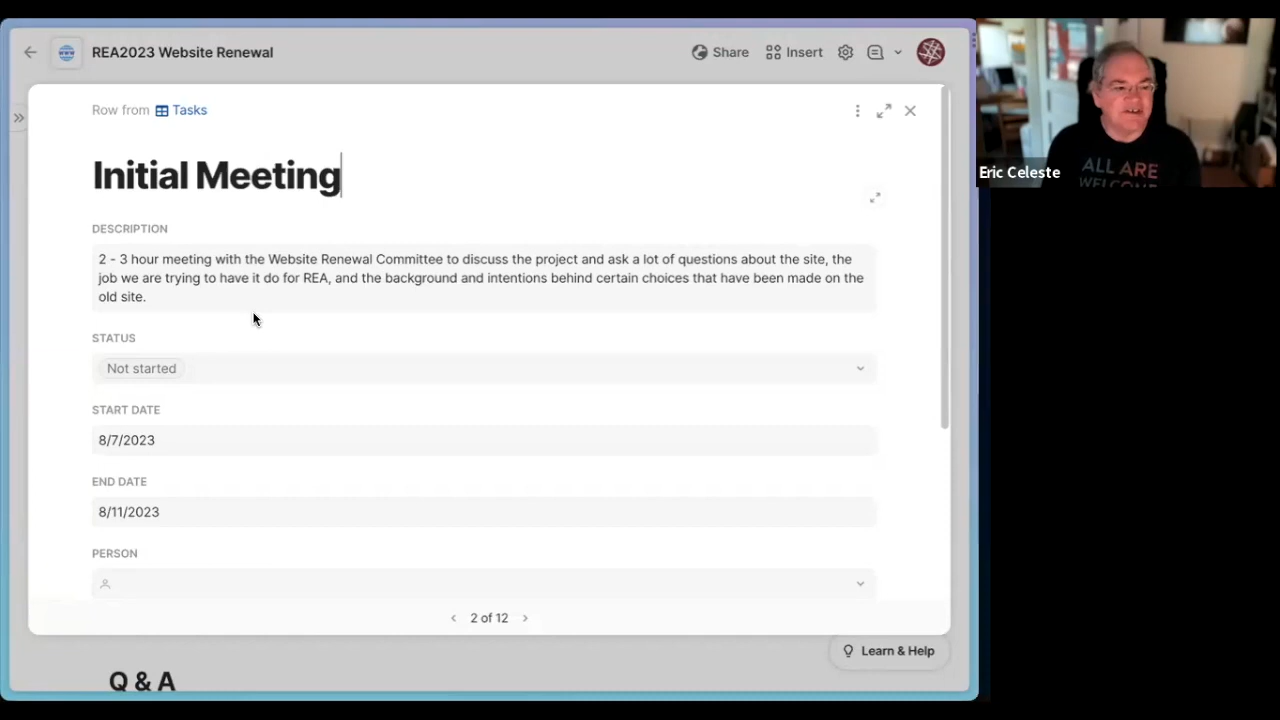 REA2023 Website Renewal
Share
Insert
Row from Tasks
Initial Meeting
DESCRIPTION
2 - 3 hour meeting with the Website Renewal Committee to discuss the project and ask a lot of questions about the site, the
job we are trying to have it do for REA, and the background and intentions behind certain choices that have been made on the
old site.
STATUS
Not started
START DATE
8/7/2023
END DATE
8/11/2023
PERSON
2 of 12
Learn & Help
Q & A
Eric Celeste
ALL ARE
WELCOME